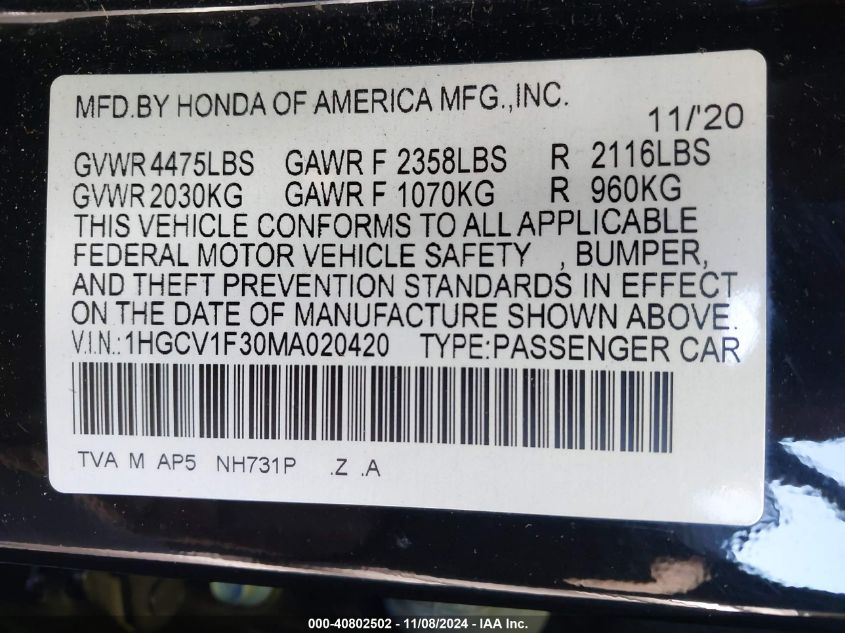 MFD.BY HONDA OF AMERICA MFG.,INC.
11/'20
GVWR 4475LBS GAWR F 2358LBS R 2116LBS
GVWR 2030KG GAWR F 1070KG R 960KG
THIS VEHICLE CONFORMS TO ALL APPLICABLE
FEDERAL MOTOR VEHICLE SAFETY , BUMPER,
AND THEFT PREVENTION STANDARDS IN EFFECT
ON THE DATE OF MANUFACTURE SHOWN ABOVE.
V.I.N.:1HGCV1F30MA020420 TYPE:PASSENGER CAR
TVA M AP5 NH731P .Z .A
000-40802502 - 11/08/2024 - IAA Inc.